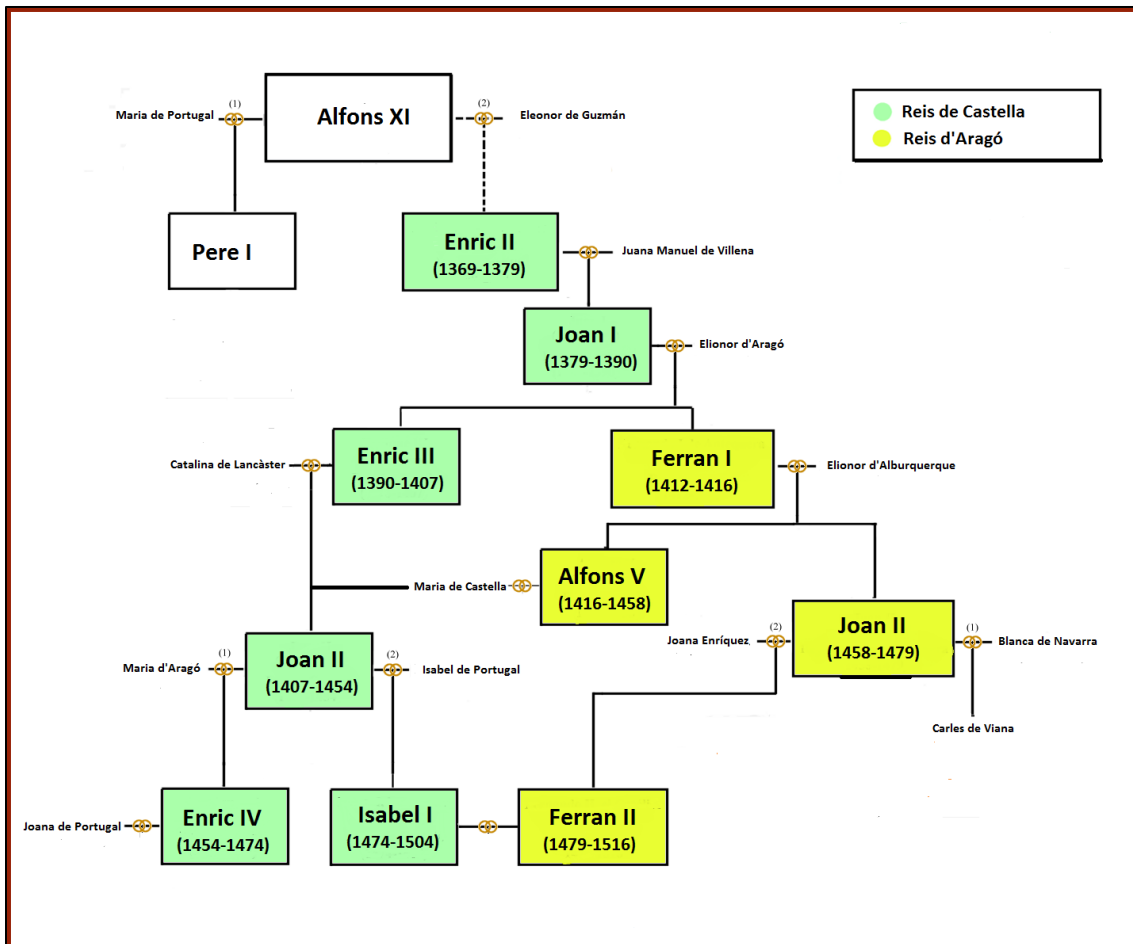 (1)
(2)
Maria de Portugal
Alfons XI
Eleonor de Guzmán
Reis de Castella
Reis d'Aragó
Pere I
Enric II
(1369-1379)
Juana Manuel de Villena
Joan I
(1379-1390)
Elionor d'Aragó
Catalina de Lancàster
Enric III
(1390-1407)
Ferran I
(1412-1416)
Elionor d'Alburquerque
Maria de Castella
Alfons V
(1416-1458)
Joana Enríquez
(2)
Joan II
(1458-1479)
(1)
Blanca de Navarra
Carles de Viana
Maria d'Aragó
(1)
Joan II
(1407-1454)
(2)
Isabel de Portugal
Joana de Portugal
Enric IV
(1454-1474)
Isabel I
(1474-1504)
Ferran II
(1479-1516)